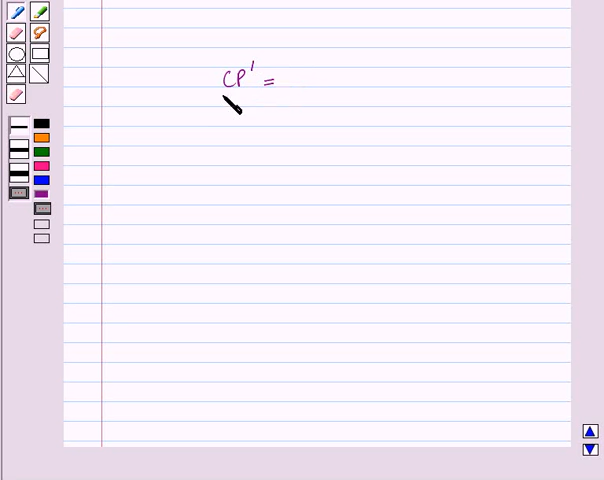 CP' =